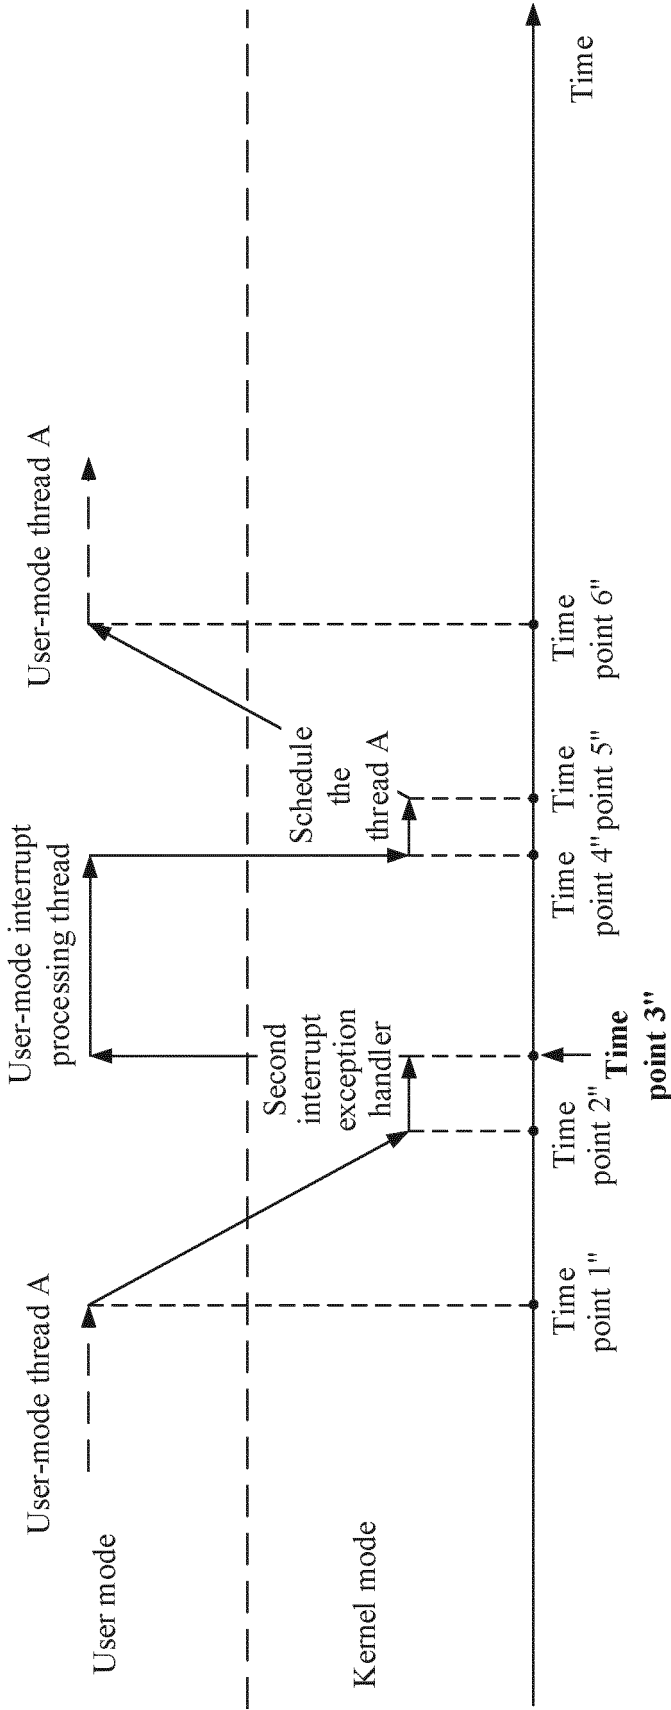 User mode
Kernel mode
User-mode thread A
User-mode interrupt
processing thread
User-mode thread A
Second
interrupt
exception
handler
Schedule
the
thread A
Time
point 1"
Time
point 2"
Time
point 3"
Time
point 4"
Time
point 5"
Time
point 6"
Time